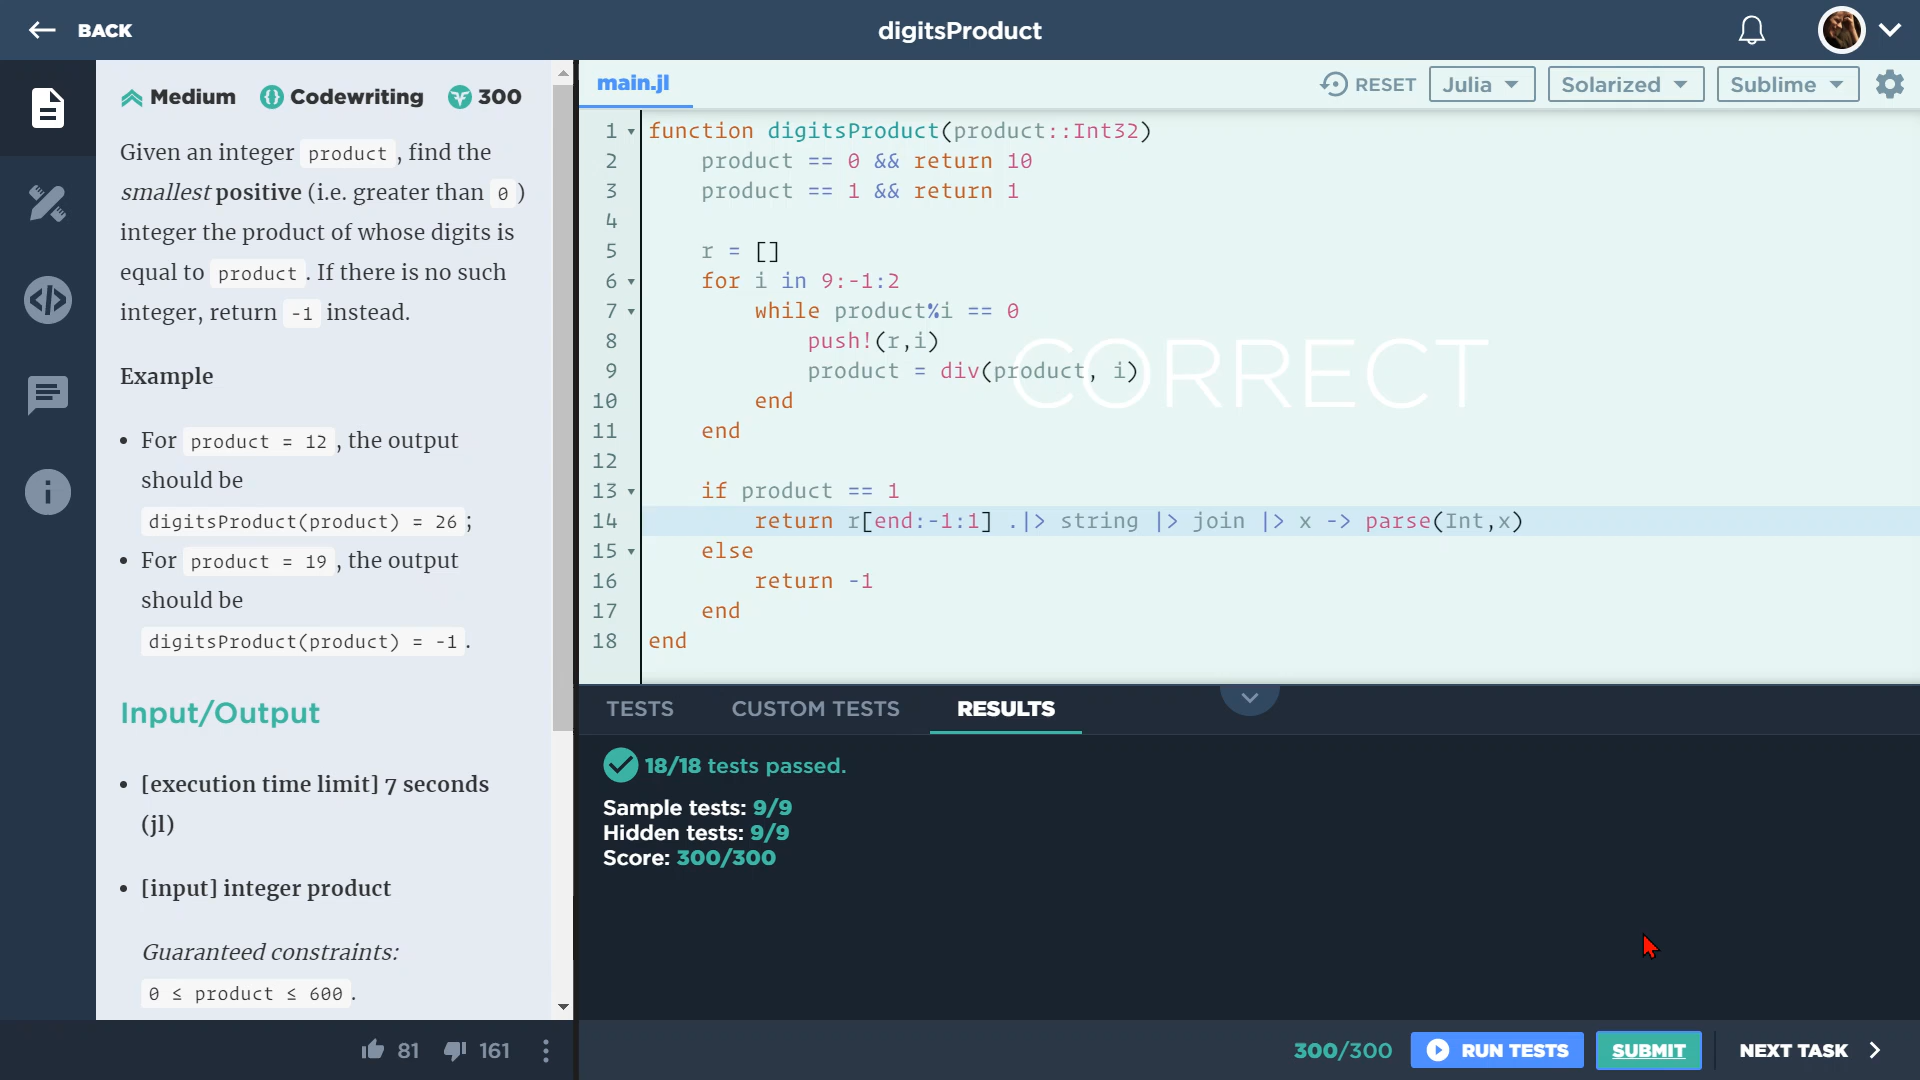 BACK
digitsProduct
Medium Codewriting 300
Given an integer product , find the
smallest positive (i.e. greater than 0 )
integer the product of whose digits is
equal to product . If there is no such
integer, return -1 instead.
Example
• For product = 12 , the output
should be
digitsProduct(product) = 26 ;
• For product = 19 , the output
should be
digitsProduct(product) = -1 .
Input/Output
• [execution time limit] 7 seconds
(jl)
• [input] integer product
Guaranteed constraints:
0 ≤ product ≤ 600 .
81 161
main.jl
RESET Julia Solarized Sublime
1 function digitsProduct(product::Int32)
2 product == 0 && return 10
3 product == 1 && return 1
4
5 r = []
6 for i in 9:-1:2
7 while product%i == 0
8 push!(r,i)
9 product = div(product, i)
10 end
11 end
12
13 if product == 1
14 return r[end:-1:1] .|> string |> join |> x -> parse(Int,x)
15 else
16 return -1
17 end
18 end
CORRECT
TESTS CUSTOM TESTS RESULTS
18/18 tests passed.
Sample tests: 9/9
Hidden tests: 9/9
Score: 300/300
300/300 RUN TESTS SUBMIT NEXT TASK